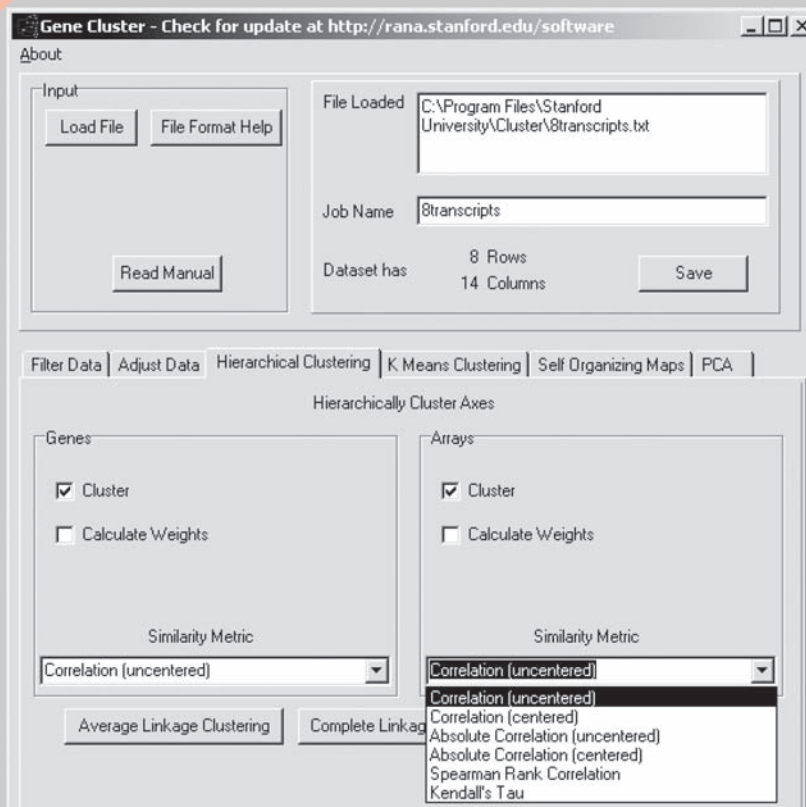 Gene Cluster - Check for update at http://rana.stanford.edu/software
About
Input
Load File
File Format Help
Read Manual
File Loaded
C:\Program Files\Stanford
University\Cluster\8transcripts.txt
Job Name
8transcripts
Dataset has
8 Rows
14 Columns
Save
Filter Data
Adjust Data
Hierarchical Clustering
K Means Clustering
Self Organizing Maps
PCA
Hierarchically Cluster Axes
Genes
Cluster
Calculate Weights
Similarity Metric
Correlation (uncentered)
Arrays
Cluster
Calculate Weights
Similarity Metric
Correlation (uncentered)
Correlation (uncentered)
Correlation (centered)
Absolute Correlation (uncentered)
Absolute Correlation (centered)
Spearman Rank Correlation
Kendall's Tau
Average Linkage Clustering
Complete Linkag